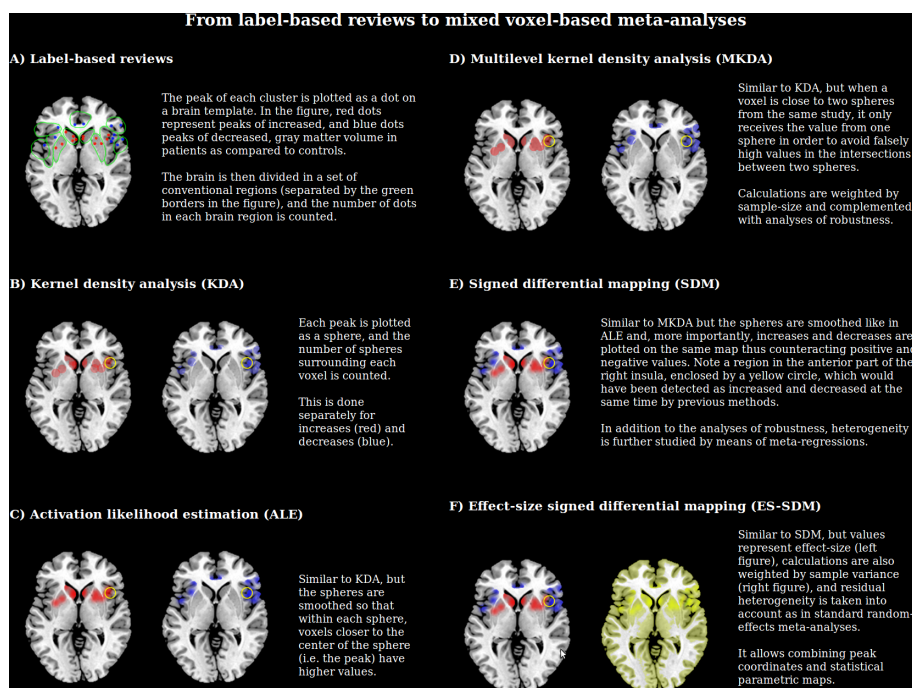 From label-based reviews to mixed voxel-based meta-analyses
A) Label-based reviews
The peak of each cluster is plotted as a dot on
a brain template. In the figure, red dots
represent peaks of increased, and blue dots
peaks of decreased, gray matter volume in
patients as compared to controls.
The brain is then divided in a set of
conventional regions (separated by the green
borders in the figure), and the number of dots
in each brain region is counted.
B) Kernel density analysis (KDA)
Each peak is plotted
as a sphere, and the
number of spheres
surrounding each
voxel is counted.
This is done
separately for
increases (red) and
decreases (blue).
C) Activation likelihood estimation (ALE)
Similar to KDA, but
the spheres are
smoothed so that
within each sphere,
voxels closer to the
center of the sphere
(i.e. the peak) have
higher values.
D) Multilevel kernel density analysis (MKDA)
Similar to KDA, but when a
voxel is close to two spheres
from the same study, it only
receives the value from one
sphere in order to avoid falsely
high values in the intersections
between two spheres.
Calculations are weighted by
sample-size and complemented
with analyses of robustness.
E) Signed differential mapping (SDM)
Similar to MKDA but the spheres are smoothed like in
ALE and, more importantly, increases and decreases are
plotted on the same map thus counteracting positive and
negative values. Note a region in the anterior part of the
right insula, enclosed by a yellow circle, which would
have been detected as increased and decreased at the
same time by previous methods.
In addition to the analyses of robustness, heterogeneity
is further studied by means of meta-regressions.
F) Effect-size signed differential mapping (ES-SDM)
Similar to SDM, but values
represent effect-size (left
figure), calculations are also
weighted by sample variance
(right figure), and residual
heterogeneity is taken into
account as in standard random-
effects meta-analyses.
It allows combining peak
coordinates and statistical
parametric maps.